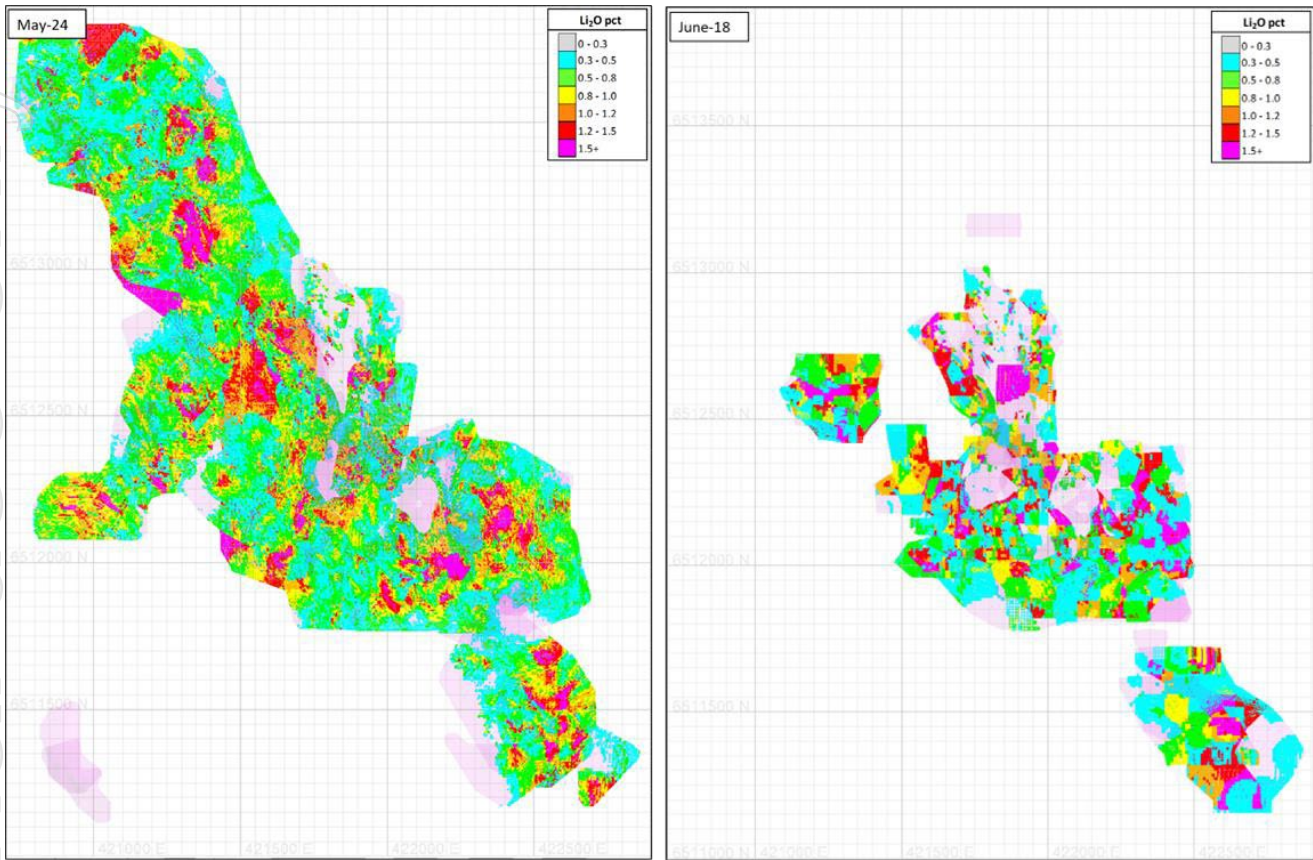 May-24
Li₂O pct
0 - 0.3
0.3 - 0.5
0.5 - 0.8
0.8 - 1.0
1.0 - 1.2
1.2 - 1.5
1.5+
6513000 N
6512500 N
6512000 N
6511500 N
421000 E
421500 E
422000 E
422500 E
June-18
Li₂O pct
0 - 0.3
0.3 - 0.5
0.5 - 0.8
0.8 - 1.0
1.0 - 1.2
1.2 - 1.5
1.5+
6513500 N
6513000 N
6512500 N
6511500 N
6511000 N
421000 E
421500 E
422000 E
422500 E